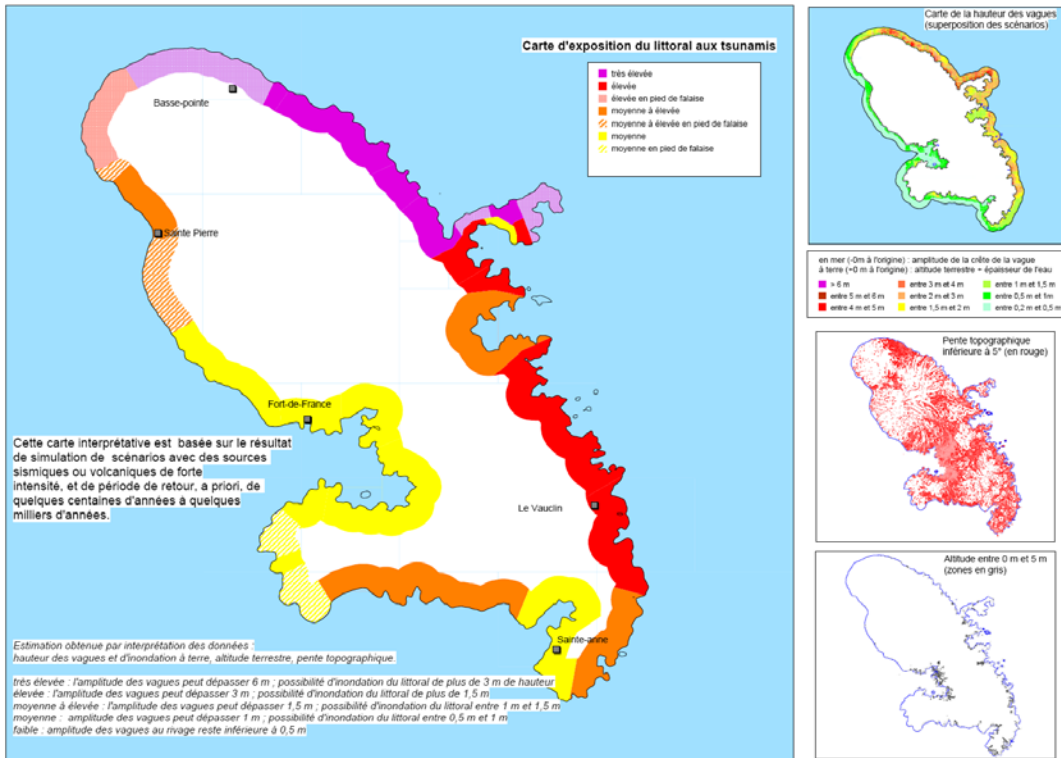 Carte d'exposition du littoral aux tsunamis
très élevée
élevée
élevée en pied de falaise
moyenne à élevée
moyenne à élevée en pied de falaise
moyenne
moyenne en pied de falaise
Basse-pointe
Sainte Pierre
Fort-de-France
Le Vauclin
Sainte-anne
Cette carte interprétative est basée sur le résultat
de simulation de scénarios avec des sources
sismiques ou volcaniques de forte
intensité, et de période de retour, a priori, de
quelques centaines d'années à quelques
milliers d'années.
Estimation obtenue par interprétation des données :
hauteur des vagues et d'inondation à terre, altitude terrestre, pente topographique.
très élevée : l'amplitude des vagues peut dépasser 6 m ; possibilité d'inondation du littoral de plus de 3 m de hauteur
élevée : l'amplitude des vagues peut dépasser 3 m ; possibilité d'inondation du littoral de plus de 1,5 m
moyenne à élevée : l'amplitude des vagues peut dépasser 1,5 m ; possibilité d'inondation du littoral entre 1 m et 1,5 m
moyenne : amplitude des vagues peut dépasser 1 m ; possibilité d'inondation du littoral entre 0,5 m et 1 m
faible : amplitude des vagues au rivage reste inférieure à 0,5 m
Carte de la hauteur des vagues
(superposition des scénarios)
en mer (-0m à l'origine) : amplitude de la crête de la vague
à terre (+0 m à l'origine) : altitude terrestre + épaisseur de l'eau
> 6 m
entre 5 m et 6 m
entre 4 m et 5 m
entre 3 m et 4 m
entre 2 m et 3 m
entre 1,5 m et 2 m
entre 1 m et 1,5 m
entre 0,5 m et 1m
entre 0,2 m et 0,5 m
Pente topographique
inférieure à 5° (en rouge)
Altitude entre 0 m et 5 m
(zones en gris)